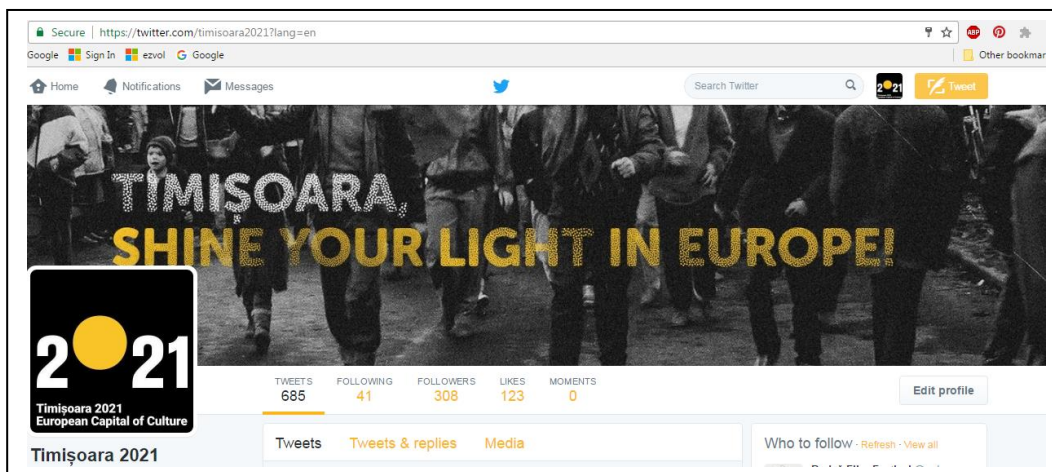 Secure | https://twitter.com/timisoara2021?lang=en
Google Sign In ezvol Google Other bookmar
Home Notifications Messages Search Twitter 2021 Tweet
TIMIȘOARA,
SHINE YOUR LIGHT IN EUROPE!
2021
Timișoara 2021
European Capital of Culture
TWEETS FOLLOWING FOLLOWERS LIKES MOMENTS
685 41 308 123 0
Edit profile
Tweets Tweets & replies Media
Who to follow · Refresh · View all
Timișoara 2021